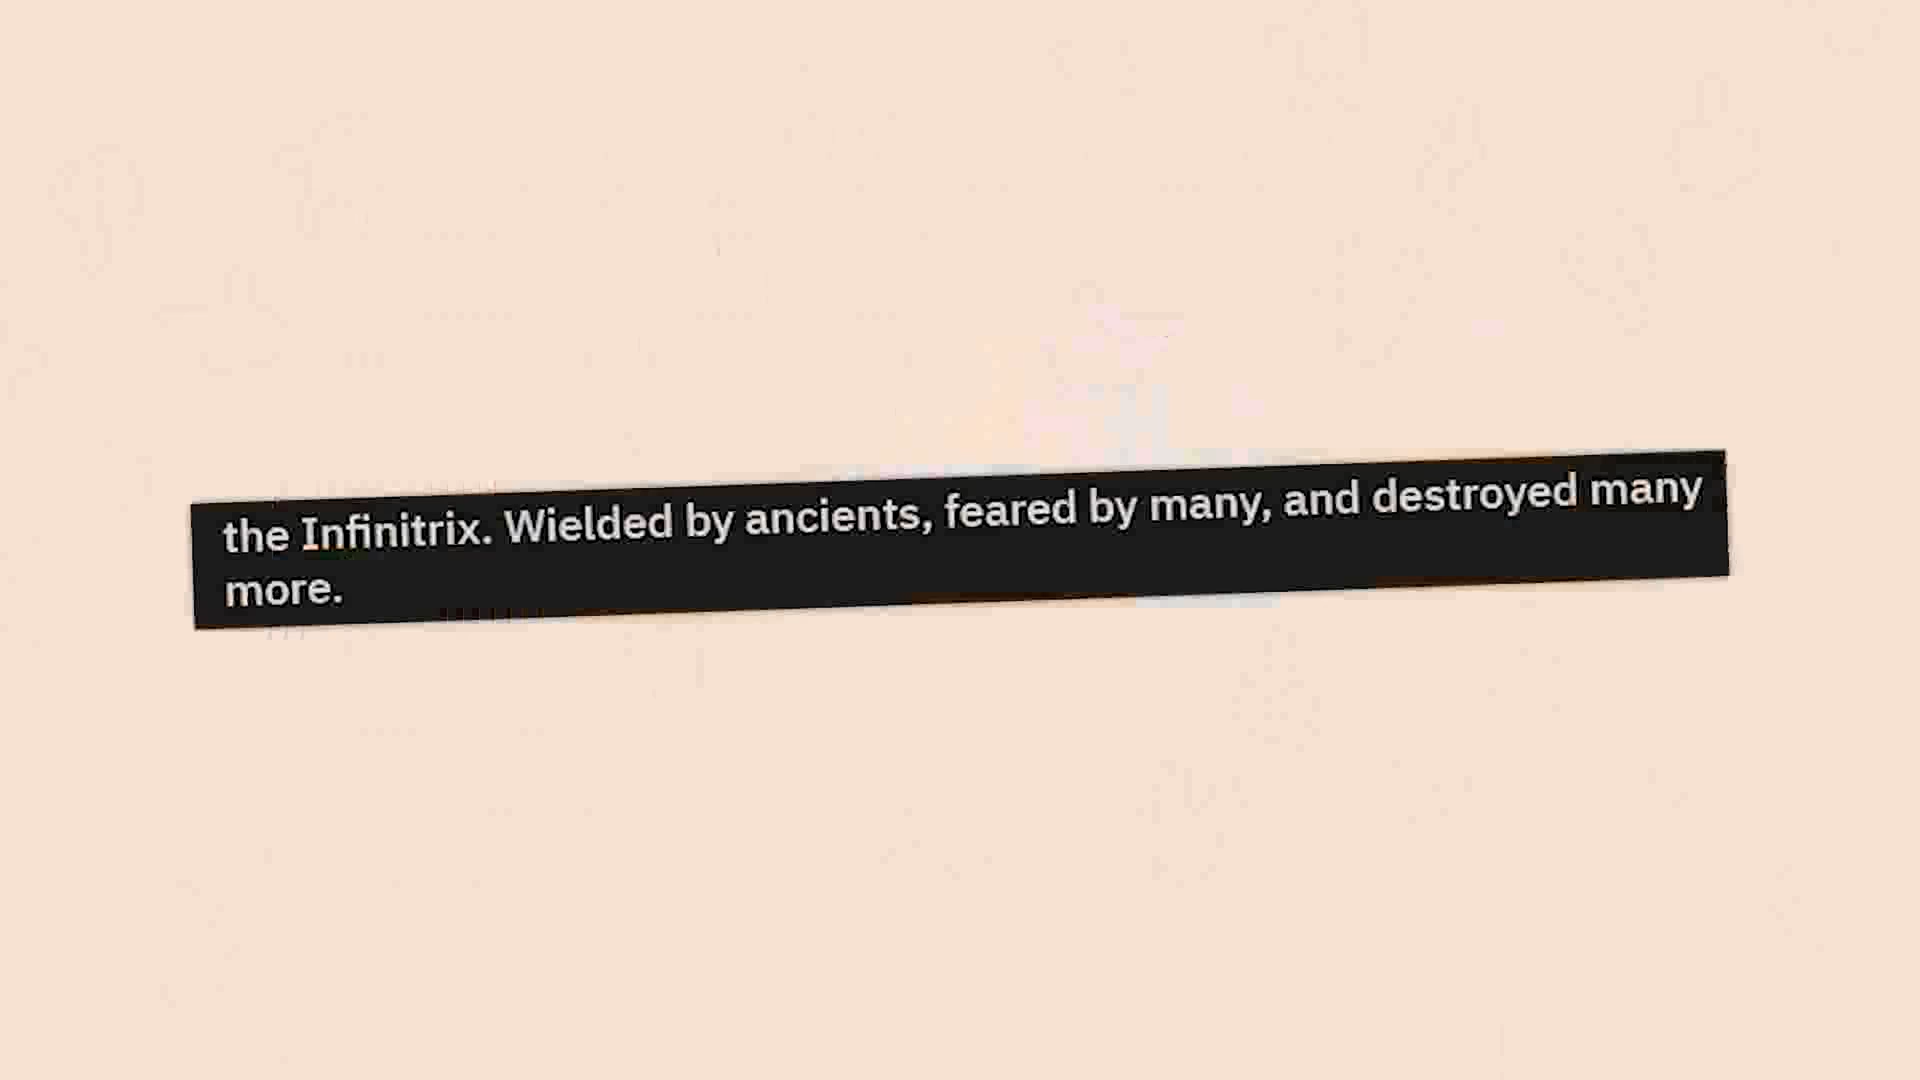 the Infinitrix. Wielded by ancients, feared by many, and destroyed many
more.